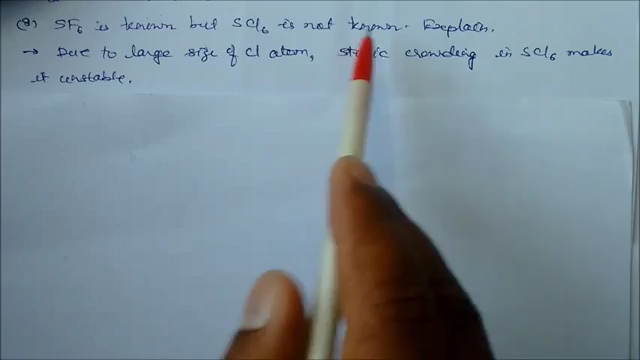 (8) SF6 is known but SCl6 is not known. Explain.
→ Due to large size of Cl atom, steric crowding in SCl6 makes
it unstable.